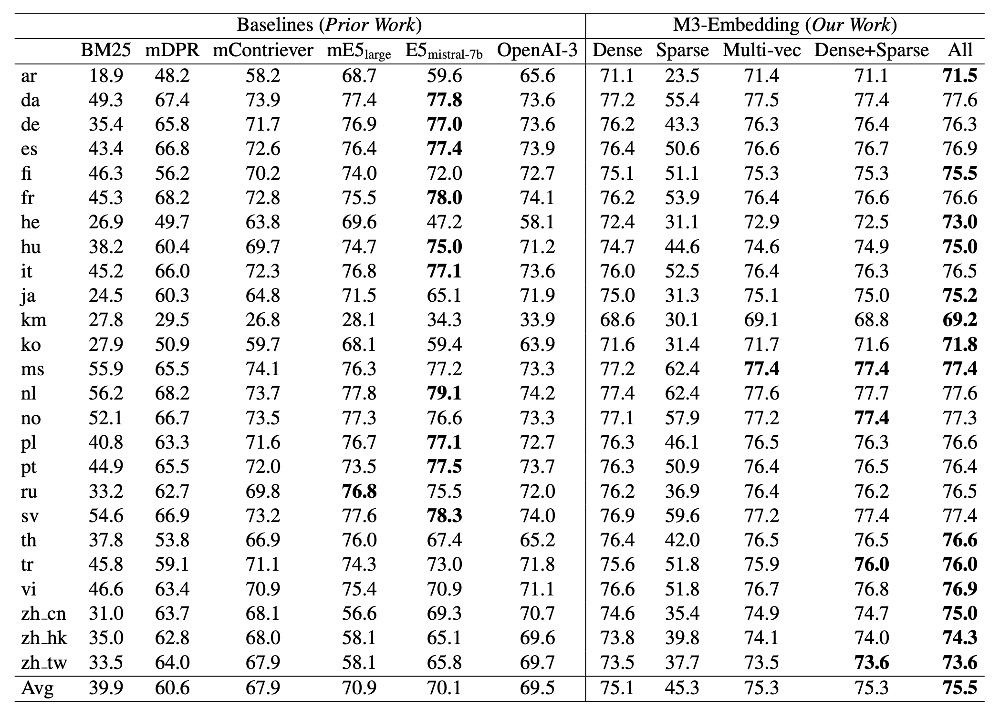 Baselines (Prior Work) M3-Embedding (Our Work)
BM25 mDPR mContriever mE5large E5mistral-7b OpenAI-3 Dense Sparse Multi-vec Dense+Sparse All
ar 18.9 48.2 58.2 68.7 59.6 65.6 71.1 23.5 71.4 71.1 71.5
da 49.3 67.4 73.9 77.4 77.8 73.6 77.2 55.4 77.5 77.4 77.6
de 35.4 65.8 71.7 76.9 77.0 73.6 76.2 43.3 76.3 76.4 76.3
es 43.4 66.8 72.6 76.4 77.4 73.9 76.4 50.6 76.6 76.7 76.9
fi 46.3 56.2 70.2 74.0 72.0 72.7 75.1 51.1 75.3 75.3 75.5
fr 45.3 68.2 72.8 75.5 78.0 74.1 76.2 53.9 76.4 76.6 76.6
he 26.9 49.7 63.8 69.6 47.2 58.1 72.4 31.1 72.9 72.5 73.0
hu 38.2 60.4 69.7 74.7 75.0 71.2 74.7 44.6 74.6 74.9 75.0
it 45.2 66.0 72.3 76.8 77.1 73.6 76.0 52.5 76.4 76.3 76.5
ja 24.5 60.3 64.8 71.5 65.1 71.9 75.0 31.3 75.1 75.0 75.2
km 27.8 29.5 26.8 28.1 34.3 33.9 68.6 30.1 69.1 68.8 69.2
ko 27.9 50.9 59.7 68.1 59.4 63.9 71.6 31.4 71.7 71.6 71.8
ms 55.9 65.5 74.1 76.3 77.2 73.3 77.2 62.4 77.4 77.4 77.4
nl 56.2 68.2 73.7 77.8 79.1 74.2 77.4 62.4 77.6 77.7 77.6
no 52.1 66.7 73.5 77.3 76.6 73.3 77.1 57.9 77.2 77.4 77.3
pl 40.8 63.3 71.6 76.7 77.1 72.7 76.3 46.1 76.5 76.3 76.6
pt 44.9 65.5 72.0 73.5 77.5 73.7 76.3 50.9 76.4 76.5 76.4
ru 33.2 62.7 69.8 76.8 75.5 72.0 76.2 36.9 76.4 76.2 76.5
sv 54.6 66.9 73.2 77.6 78.3 74.0 76.9 59.6 77.2 77.4 77.4
th 37.8 53.8 66.9 76.0 67.4 65.2 76.4 42.0 76.5 76.5 76.6
tr 45.8 59.1 71.1 74.3 73.0 71.8 75.6 51.8 75.9 76.0 76.0
vi 46.6 63.4 70.9 75.4 70.9 71.1 76.6 51.8 76.7 76.8 76.9
zh_cn 31.0 63.7 68.1 56.6 69.3 70.7 74.6 35.4 74.9 74.7 75.0
zh_hk 35.0 62.8 68.0 58.1 65.1 69.6 73.8 39.8 74.1 74.0 74.3
zh_tw 33.5 64.0 67.9 58.1 65.8 69.7 73.5 37.7 73.5 73.6 73.6
Avg 39.9 60.6 67.9 70.9 70.1 69.5 75.1 45.3 75.3 75.3 75.5